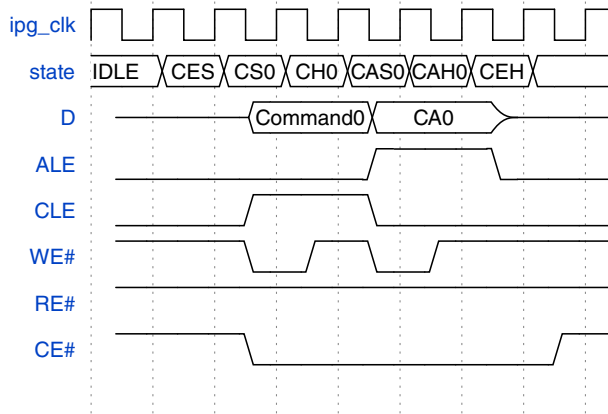 ipg_clk
state IDLE CES CS0 CH0 CAS0 CAH0 CEH
D Command0 CA0
ALE
CLE
WE#
RE#
CE#